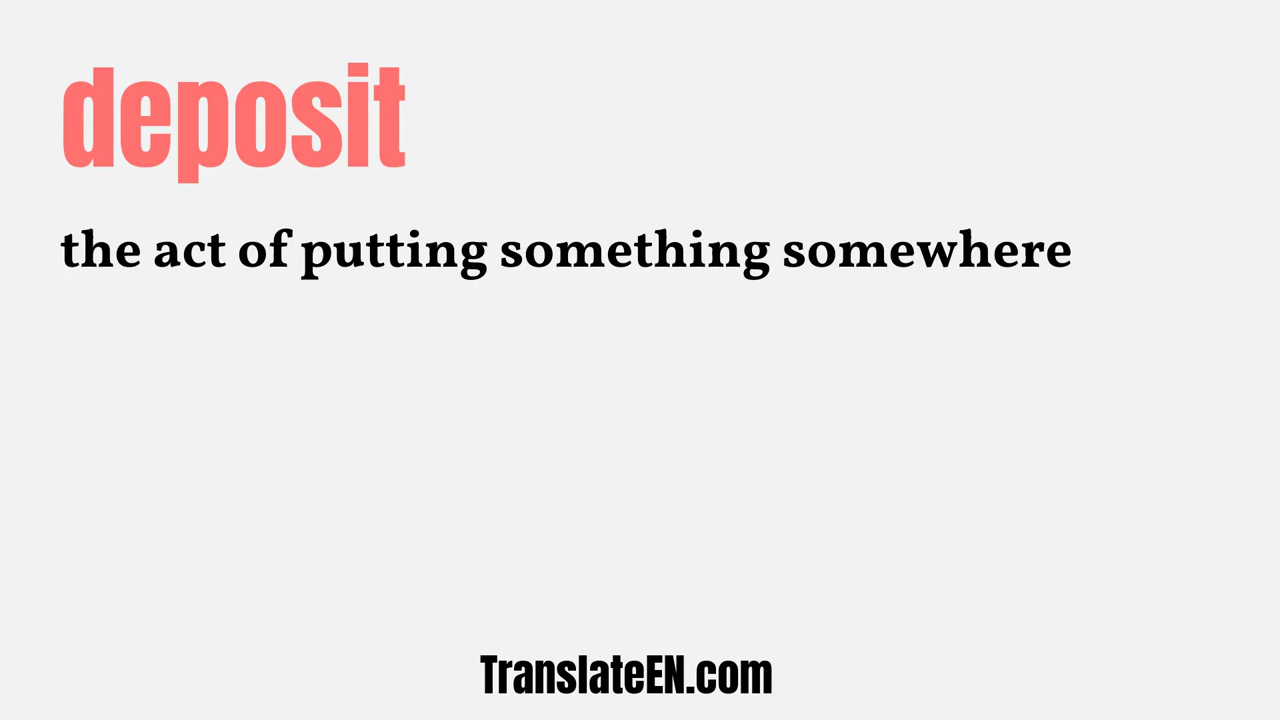 deposit
the act of putting something somewhere
TranslateEN.com